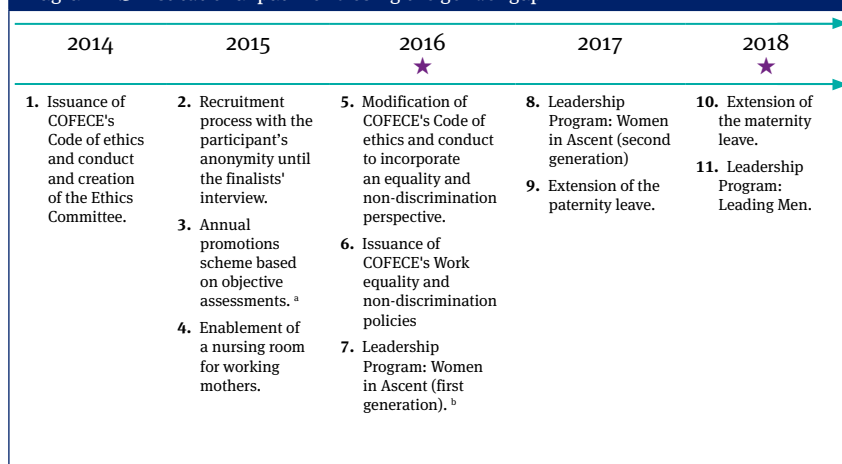 2014
2015
2016
2017
2018
★
★
1. Issuance of
COFECE's
Code of ethics
and conduct
and creation
of the Ethics
Committee.
2. Recruitment
process with the
participant's
anonymity until
the finalists'
interview.
3. Annual
promotions
scheme based
on objective
assessments. a
4. Enablement of
a nursing room
for working
mothers.
5. Modification of
COFECE's Code of
ethics and conduct
to incorporate
an equality and
non-discrimination
perspective.
6. Issuance of
COFECE's Work
equality and
non-discrimination
policies
7. Leadership
Program: Women
in Ascent (first
generation). b
8. Leadership
Program: Women
in Ascent (second
generation)
9. Extension of the
paternity leave.
10. Extension of
the maternity
leave.
11. Leadership
Program:
Leading Men.